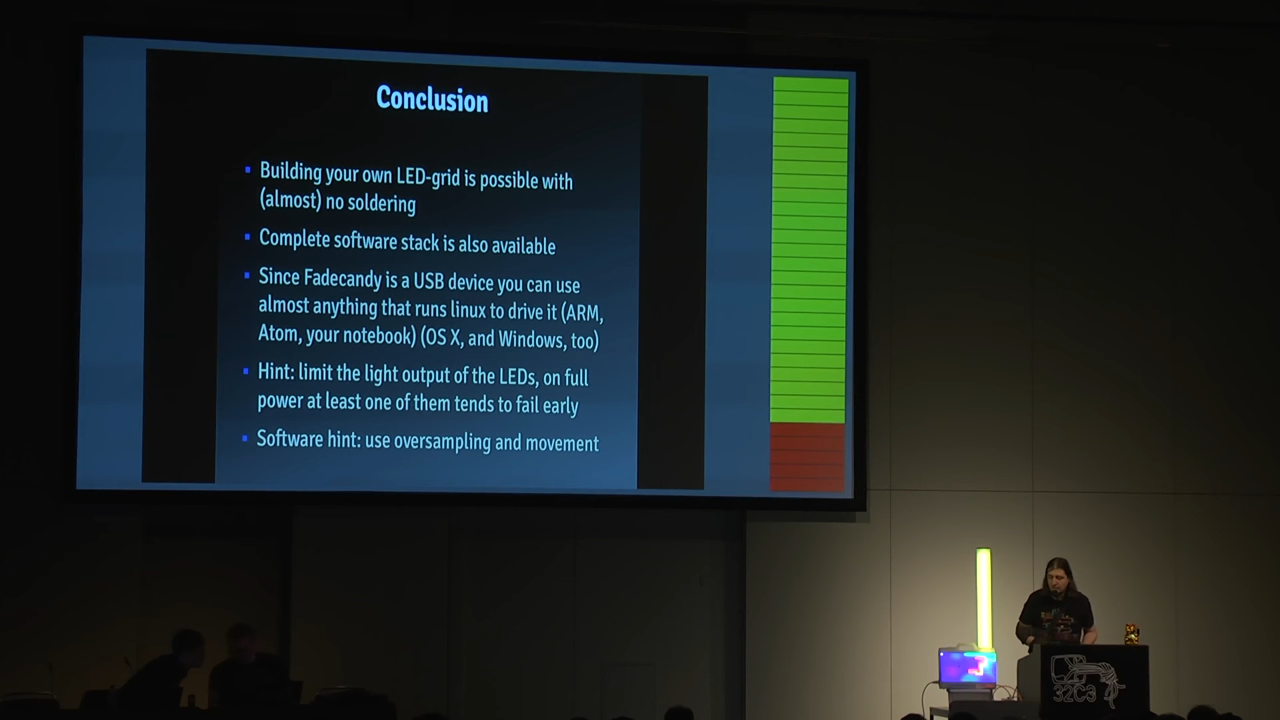 Conclusion
Building your own LED-grid is possible with
(almost) no soldering
Complete software stack is also available
Since Fadecandy is a USB device you can use
almost anything that runs linux to drive it (ARM,
Atom, your notebook) (OS X, and Windows, too)
Hint: limit the light output of the LEDs, on full
power at least one of them tends to fail early
Software hint: use oversampling and movement
32C3